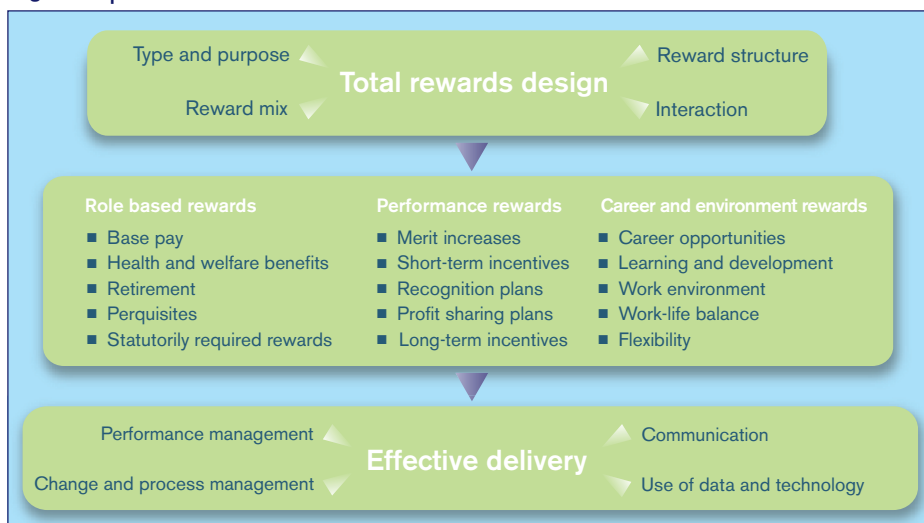 Type and purpose
Reward structure
Total rewards design
Reward mix
Interaction
Role based rewards
■ Base pay
■ Health and welfare benefits
■ Retirement
■ Perquisites
■ Statutorily required rewards
Performance rewards
■ Merit increases
■ Short-term incentives
■ Recognition plans
■ Profit sharing plans
■ Long-term incentives
Career and environment rewards
■ Career opportunities
■ Learning and development
■ Work environment
■ Work-life balance
■ Flexibility
Performance management
Communication
Effective delivery
Change and process management
Use of data and technology